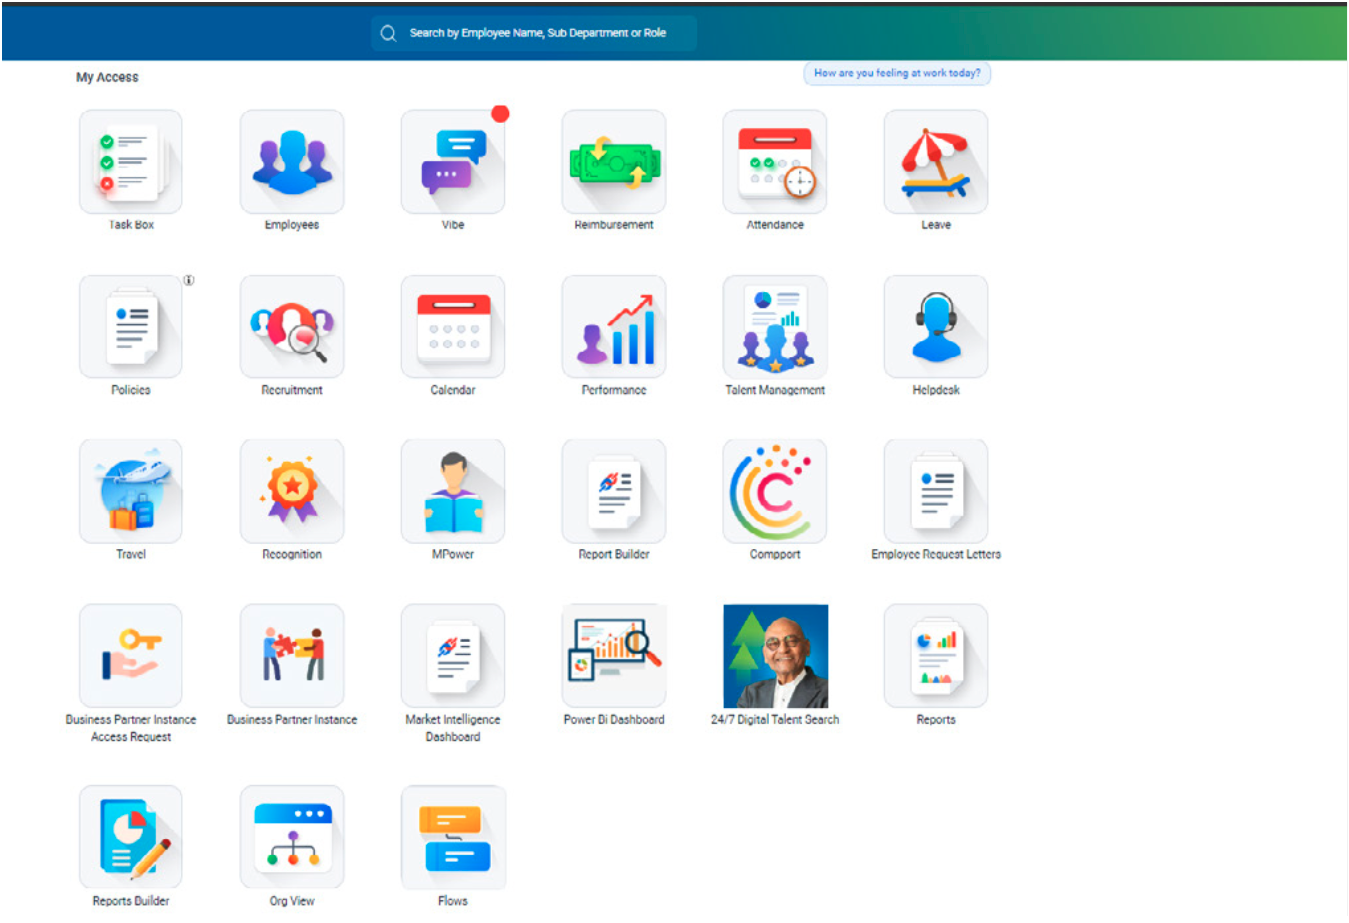 Search by Employee Name, Sub Department or Role
My Access
How are you feeling at work today?
Task Box
Employees
Vibe
Reimbursement
Attendance
Leave
Policies
Recruitment
Calendar
Performance
Talent Management
Helpdesk
Travel
Recognition
MPower
Report Builder
Compport
Employee Request Letters
Business Partner Instance
Access Request
Business Partner Instance
Market Intelligence
Dashboard
Power Bi Dashboard
24/7 Digital Talent Search
Reports
Reports Builder
Org View
Flows